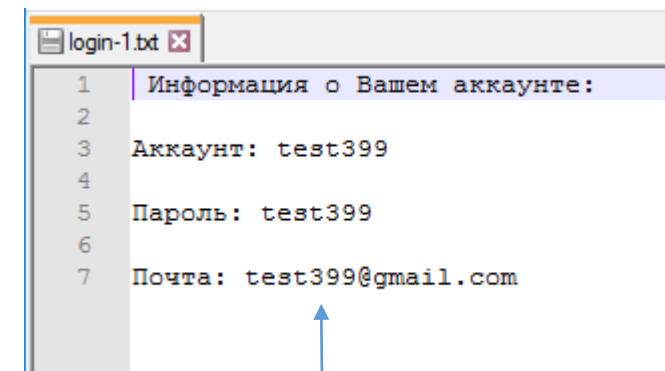 login-1.txt
1 Информация о Вашем аккаунте:
2
3 Аккаунт: test399
4
5 Пароль: test399
6
7 Почта: test399@gmail.com